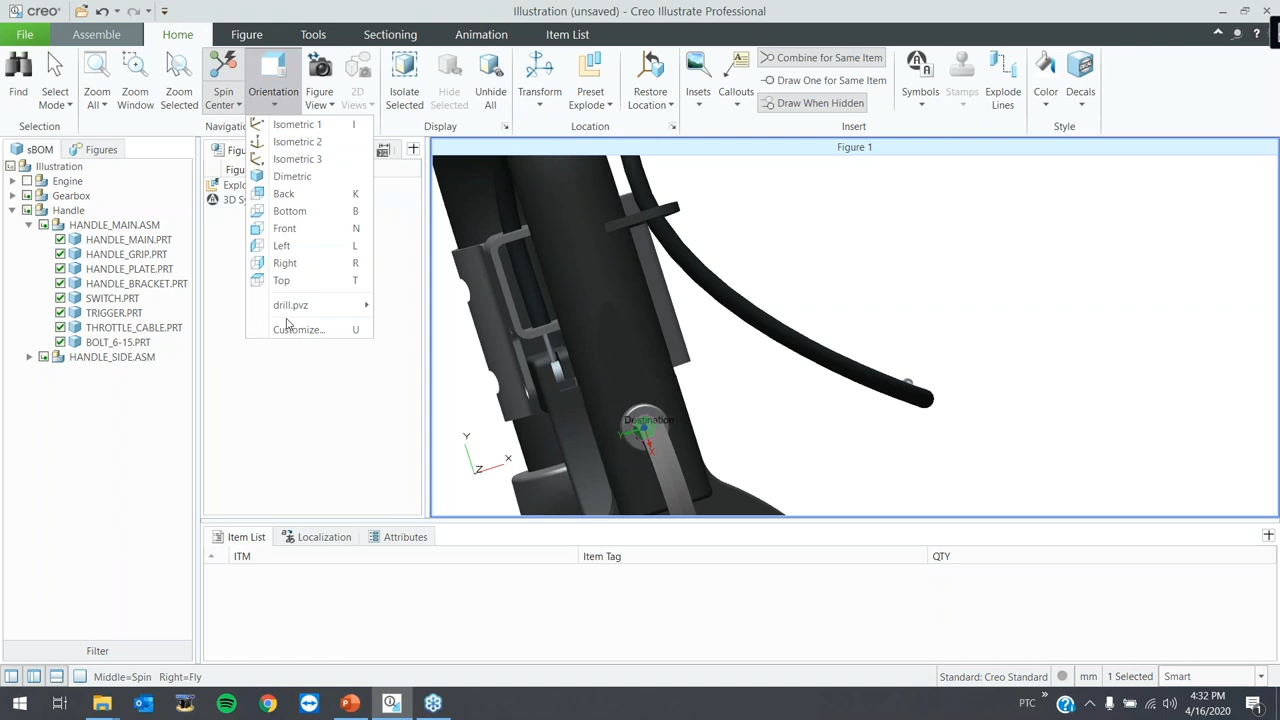 creo
Illustration (unsaved) - Creo Illustrate Professional
File
Assemble
Home
Figure
Tools
Sectioning
Animation
Item List
Find
Select Mode
Zoom All
Zoom Window
Zoom Selected
Spin Center
Orientation
Figure View
2D Views
Isolate Selected
Hide Selected
Unhide All
Transform
Preset Explode
Restore Location
Inserts
Callouts
Combine for Same Item
Draw One for Same Item
Draw When Hidden
Symbols
Stamps
Explode Lines
Color
Decals
Selection
Display
Location
Insert
Style
sBOM
Figures
Illustration
Engine
Gearbox
Handle
HANDLE_MAIN.ASM
HANDLE_MAIN.PRT
HANDLE_GRIP.PRT
HANDLE_PLATE.PRT
HANDLE_BRACKET.PRT
SWITCH.PRT
TRIGGER.PRT
THROTTLE_CABLE.PRT
BOLT_6-15.PRT
HANDLE_SIDE.ASM
Filter
Isometric 1 I
Isometric 2
Isometric 3
Dimetric
Back K
Bottom B
Front N
Left L
Right R
Top T
drill.pvz
Customize... U
Figure 1
Destination
Y
X
Y
X
Z
Item List
Localization
Attributes
ITM
Item Tag
QTY
Middle=Spin Right=Fly
Standard: Creo Standard
mm
1 Selected
Smart
PTC
4:32 PM
4/16/2020